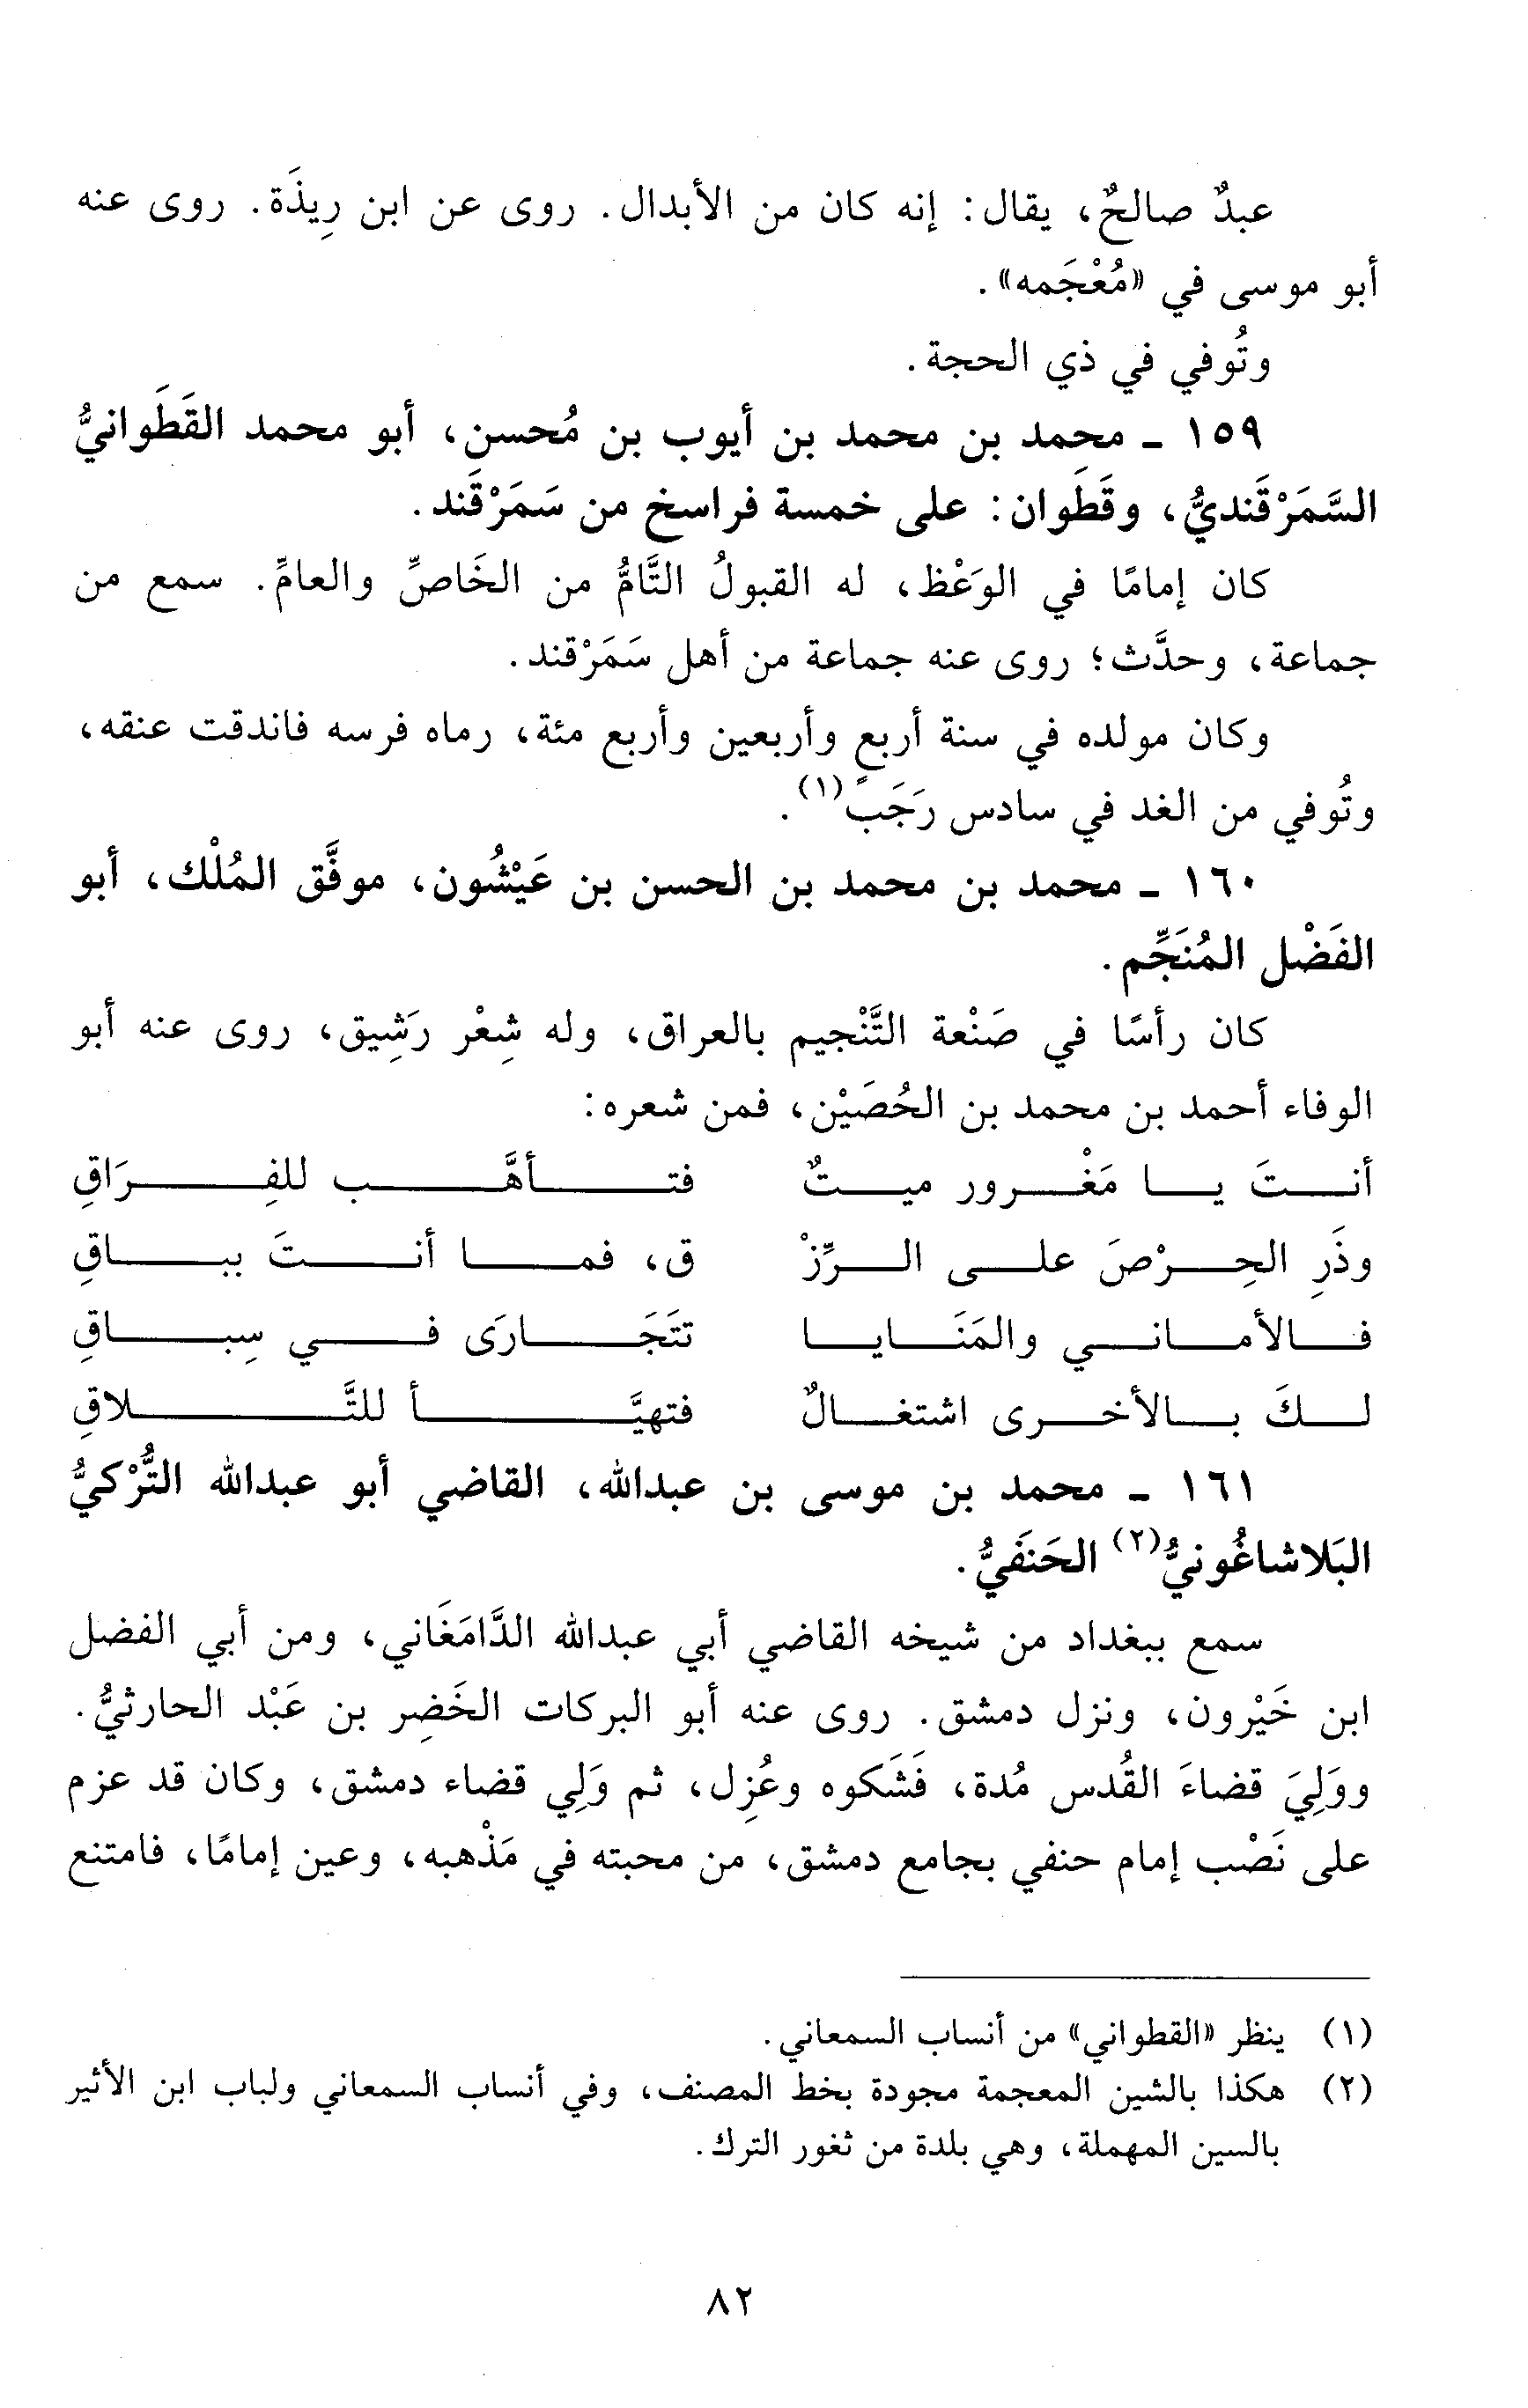 عبدٌ صالحٌ، يقال: إنه كان من الأبدال. روى عن ابن رِيذَة. روى عنه
أبو موسى في «مُعْجَمه».
وتُوفي في ذي الحجة.
١٥٩ ـ محمد بن محمد بن أيوب بن مُحسن، أبو محمد القَطَوانيُّ
السَّمَرْقَنديُّ، وقَطَوان: على خمسة فراسخ من سَمَرْقَند.
كان إمامًا في الوَعْظ، له القبولُ التَّامُّ من الخَاصِّ والعامِّ. سمع من
جماعة، وحدَّث؛ روى عنه جماعة من أهل سَمَرْقند.
وكان مولده في سنة أربعٍ وأربعين وأربع مئة، رماه فرسه فاندقت عنقه،
وتُوفي من الغد في سادس رَجَب(١).
١٦٠ ـ محمد بن محمد بن الحسن بن عَيْشُون، موفَّق المُلْك، أبو
الفَضْل المُنَجِّم.
كان رأسًا في صَنْعة التَّنْجيم بالعراق، وله شِعْر رَشِيق، روى عنه أبو
الوفاء أحمد بن محمد بن الحُصَيْن، فمن شعره:
أنتَ يا مَغْرور ميتٌ فتأهَّب للفِرَاقِ
وذَرِ الحِرْصَ على الرِّزْ ق، فما أنتَ بباقِ
فالأماني والمَنَايا تتَجَارَى في سِباقِ
لكَ بالأخرى اشتغالٌ فتهيَّأ للتَّلاقِ
١٦١ ـ محمد بن موسى بن عبدالله، القاضي أبو عبدالله التُّرْكيُّ
البَلاشاغُونيُّ(٢) الحَنفَيُّ.
سمع ببغداد من شيخه القاضي أبي عبدالله الدَّامَغَاني، ومن أبي الفضل
ابن خَيْرون، ونزل دمشق. روى عنه أبو البركات الخَضِر بن عَبْد الحارثيُّ.
ووَلِيَ قضاءَ القُدس مُدة، فَشَكوه وعُزِل، ثم وَلِي قضاء دمشق، وكان قد عزم
على نَصْب إمام حنفي بجامع دمشق، من محبته في مَذْهبه، وعين إمامًا، فامتنع
(١) ينظر «القطواني» من أنساب السمعاني.
(٢) هكذا بالشين المعجمة مجودة بخط المصنف، وفي أنساب السمعاني ولباب ابن الأثير
بالسين المهملة، وهي بلدة من ثغور الترك.
٨٢